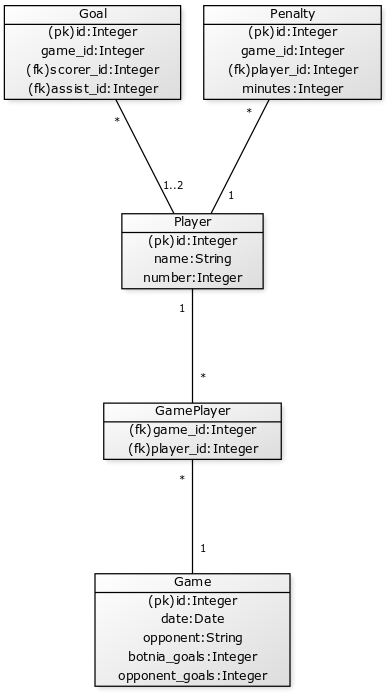 Goal
(pk)id:Integer
game_id:Integer
(fk)scorer_id:Integer
(fk)assist_id:Integer
Penalty
(pk)id:Integer
game_id:Integer
(fk)player_id:Integer
minutes:Integer
*
*
1..2
1
Player
(pk)id:Integer
name:String
number:Integer
1
*
GamePlayer
(fk)game_id:Integer
(fk)player_id:Integer
*
1
Game
(pk)id:Integer
date:Date
opponent:String
botnia_goals:Integer
opponent_goals:Integer